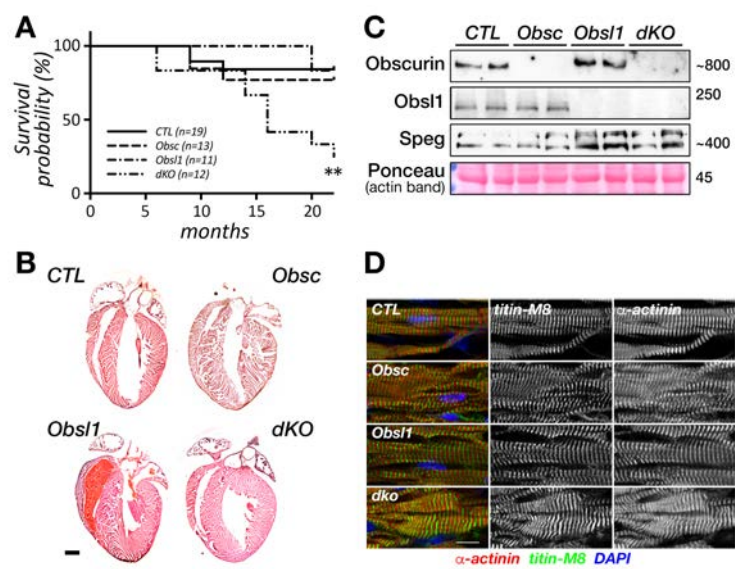 A
Survival
probability (%)
100
50
0
CTL (n=19)
Obsc (n=13)
Obsl1 (n=11)
dKO (n=12)
**
0 5 10 15 20
months
B
CTL
Obsc
Obsl1
dKO
C
CTL Obsc Obsl1 dKO
Obscurin ~800
Obsl1 250
Speg ~400
Ponceau 45
(actin band)
D
CTL titin-M8 α-actinin
Obsc
Obsl1
dko
α-actinin titin-M8 DAPI